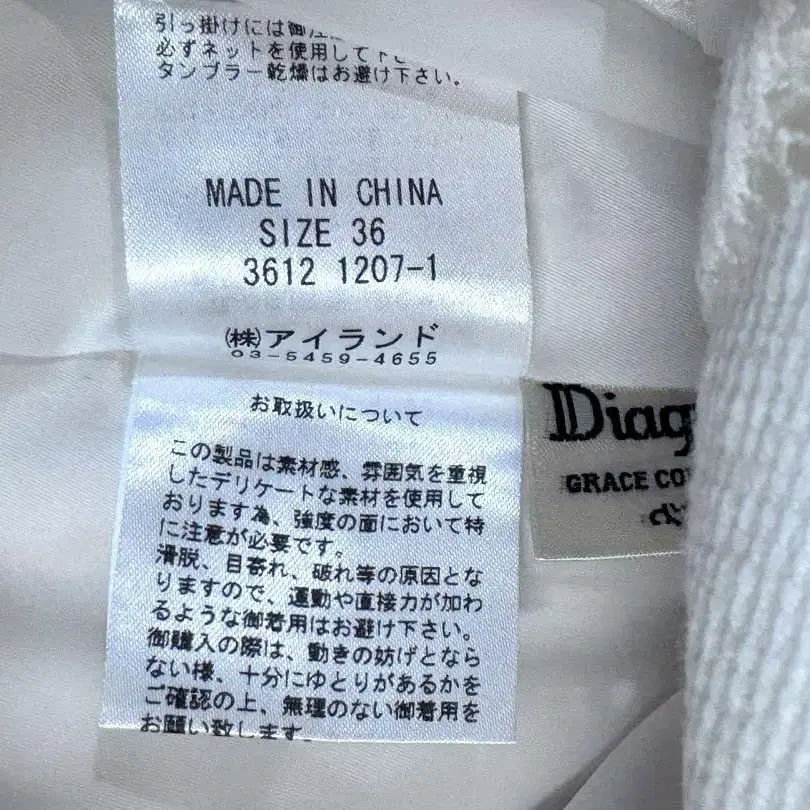 引っ掛けには御注
必ずネットを使用して下さ
タンブラー乾燥はお避け下さい。
MADE IN CHINA
SIZE 36
3612 1207-1
(株)アイランド
03-5459-4655
お取扱いについて
この製品は素材感、雰囲気を重視
したデリケートな素材を使用して
おります為、強度の面において特
に注意が必要です。
滑脱、目寄れ、破れ等の原因とな
りますので、運動や直接力が加わ
るような御着用はお避け下さい。
御購入の際は、動きの妨げとなら
ない様、十分にゆとりがあるかを
ご確認の上、無理のない御着用を
お願い致します。
Diag
GRACE CO